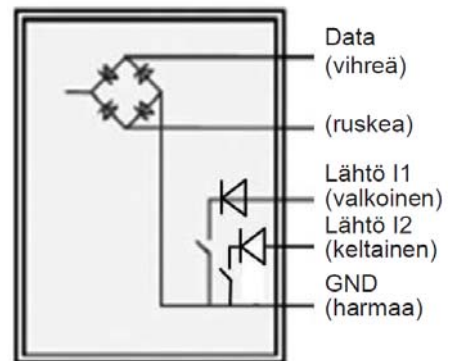 Data
(vihreä)
(ruskea)
Lähtö I1
(valkoinen)
Lähtö I2
(keltainen)
GND
(harmaa)